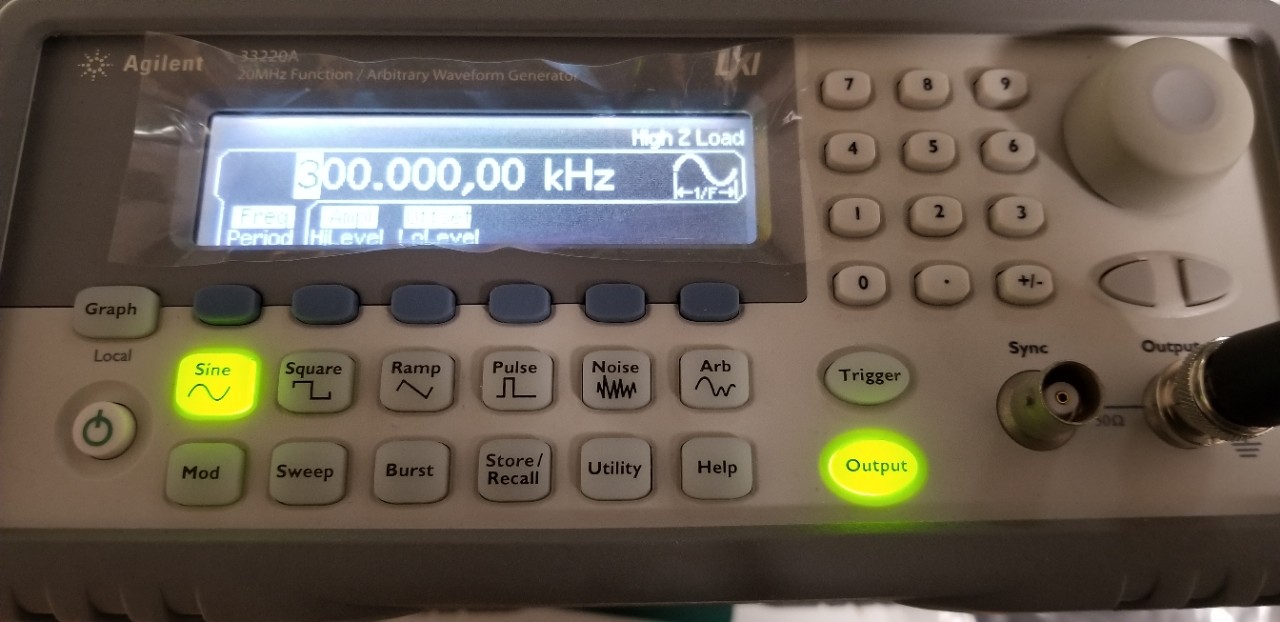 Agilent
33220A
20MHz Function / Arbitrary Waveform Generator
LXI
High Z Load
300.000,00 kHz
←1/F→
Freq Ampl Offset
Period HiLevel LoLevel
7 8 9
4 5 6
1 2 3
0 . +/-
Graph
Local
Sine Square Ramp Pulse Noise Arb
Mod Sweep Burst Store/
Recall Utility Help
Trigger
Output
Sync
Output
50Ω